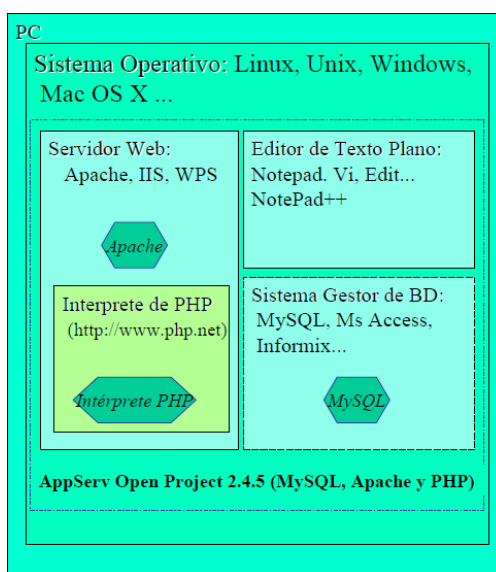 PC
Sistema Operativo: Linux, Unix, Windows,
Mac OS X ...
Servidor Web:
Apache, IIS, WPS
Apache
Interprete de PHP
(http://www.php.net)
Intérprete PHP
Editor de Texto Plano:
Notepad. Vi, Edit...
NotePad++
Sistema Gestor de BD:
MySQL, Ms Access,
Informix...
MySQL
AppServ Open Project 2.4.5 (MySQL, Apache y PHP)